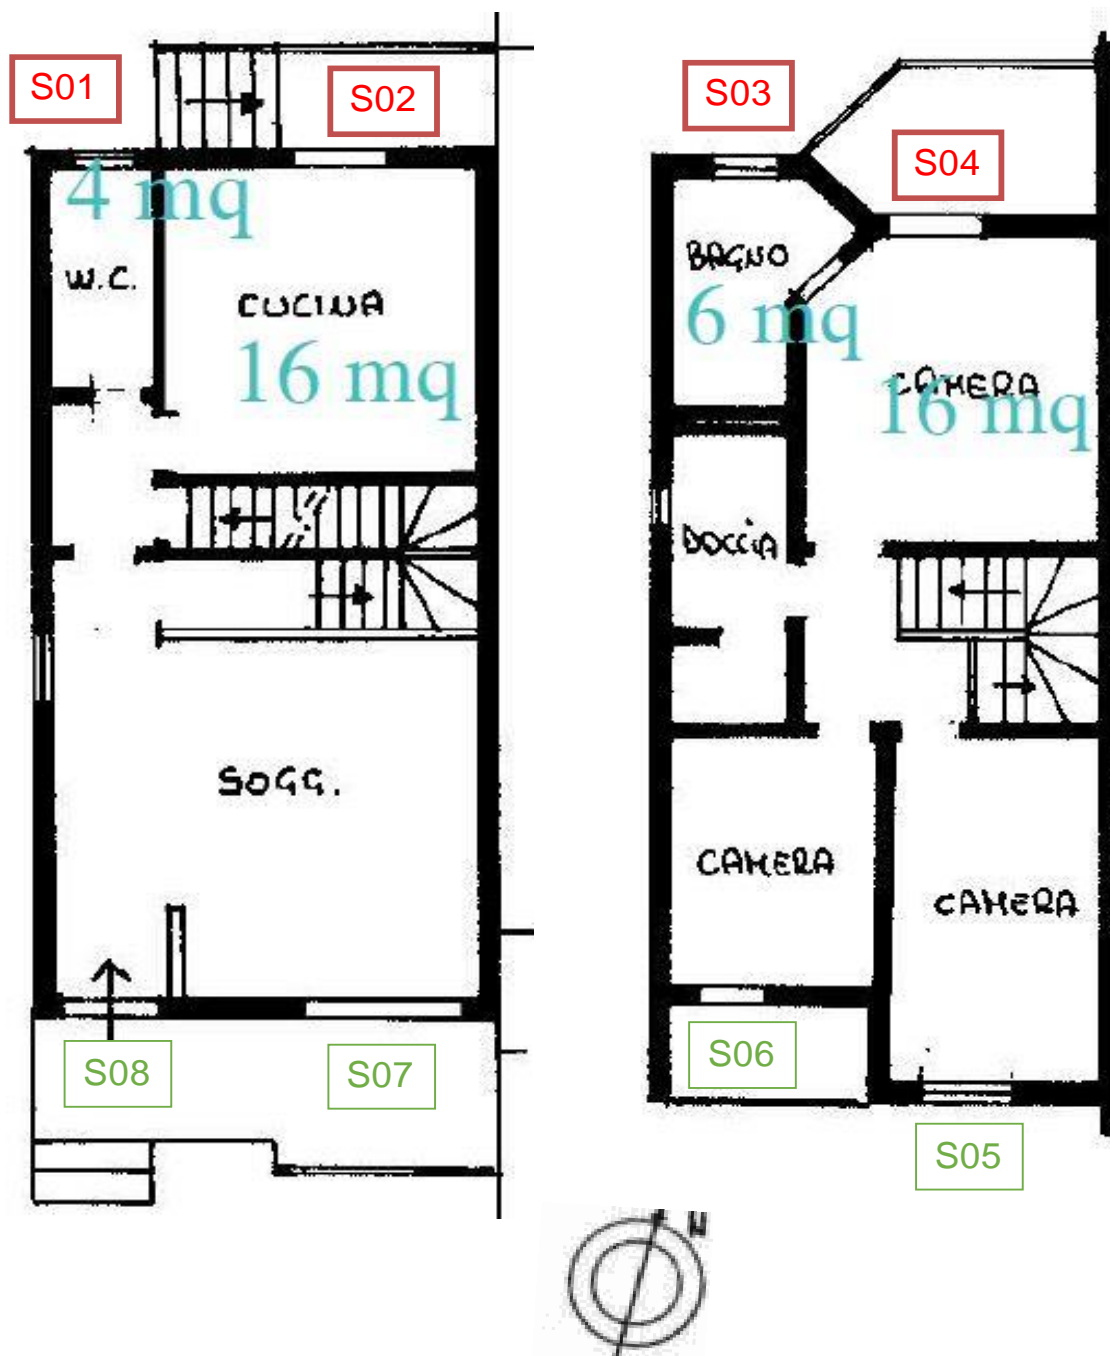 S01
S02
4 mq
W.C.
CUCINA
16 mq
SOGG.
S08
S07
S03
S04
BAGNO
6 mq
CAMERA
16 mq
DOCCIA
CAMERA
CAMERA
S06
S05
N